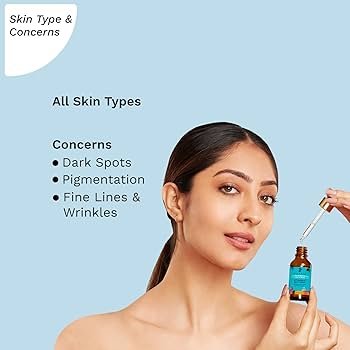 Skin Type &
Concerns
All Skin Types
Concerns
• Dark Spots
• Pigmentation
• Fine Lines &
Wrinkles